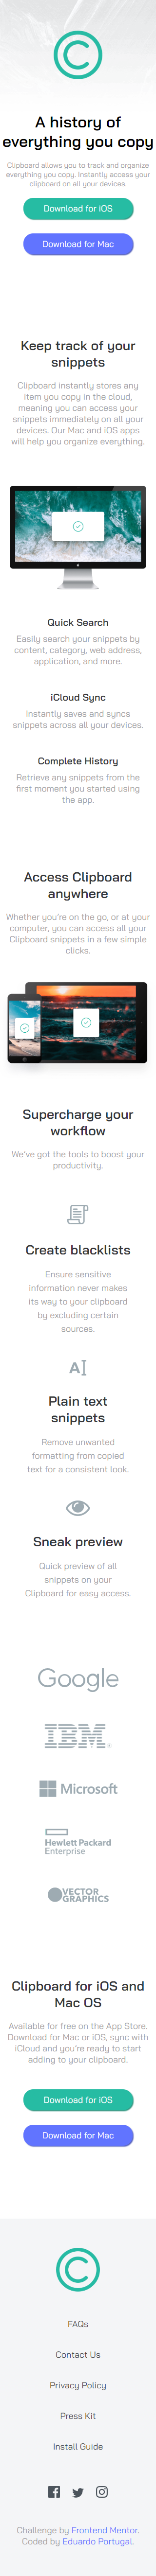 A history of
everything you copy
Clipboard allows you to track and organize
everything you copy. Instantly access your
clipboard on all your devices.
Download for iOS
Download for Mac
Keep track of your
snippets
Clipboard instantly stores any
item you copy in the cloud,
meaning you can access your
snippets immediately on all your
devices. Our Mac and iOS apps
will help you organize everything.
Quick Search
Easily search your snippets by
content, category, web address,
application, and more.
iCloud Sync
Instantly saves and syncs
snippets across all your devices.
Complete History
Retrieve any snippets from the
first moment you started using
the app.
Access Clipboard
anywhere
Whether you're on the go, or at your
computer, you can access all your
Clipboard snippets in a few simple
clicks.
Supercharge your
workflow
We've got the tools to boost your
productivity.
Create blacklists
Ensure sensitive
information never makes
its way to your clipboard
by excluding certain
sources.
Plain text
snippets
Remove unwanted
formatting from copied
text for a consistent look.
Sneak preview
Quick preview of all
snippets on your
Clipboard for easy access.
Google
IBM
Microsoft
Hewlett Packard
Enterprise
VECTOR
GRAPHICS
Clipboard for iOS and
Mac OS
Available for free on the App Store.
Download for Mac or iOS, sync with
iCloud and you're ready to start
adding to your clipboard.
Download for iOS
Download for Mac
FAQs
Contact Us
Privacy Policy
Press Kit
Install Guide
Challenge by Frontend Mentor.
Coded by Eduardo Portugal.